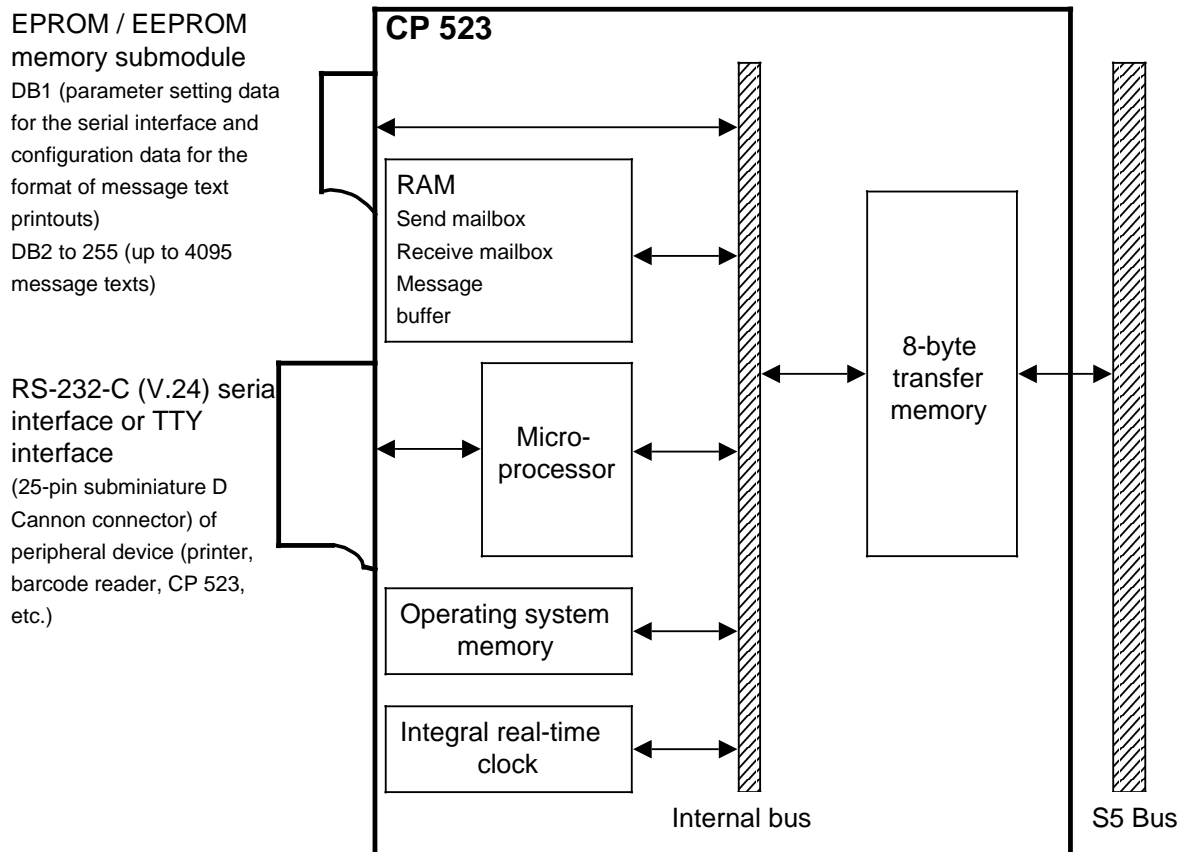 EPROM / EEPROM
memory submodule
DB1 (parameter setting data
for the serial interface and
configuration data for the
format of message text
printouts)
DB2 to 255 (up to 4095
message texts)
RS-232-C (V.24) seria
interface or TTY
interface
(25-pin subminiature D
Cannon connector) of
peripheral device (printer,
barcode reader, CP 523,
etc.)
CP 523
RAM
Send mailbox
Receive mailbox
Message
buffer
Micro-
processor
Operating system
memory
Integral real-time
clock
8-byte
transfer
memory
Internal bus
S5 Bus